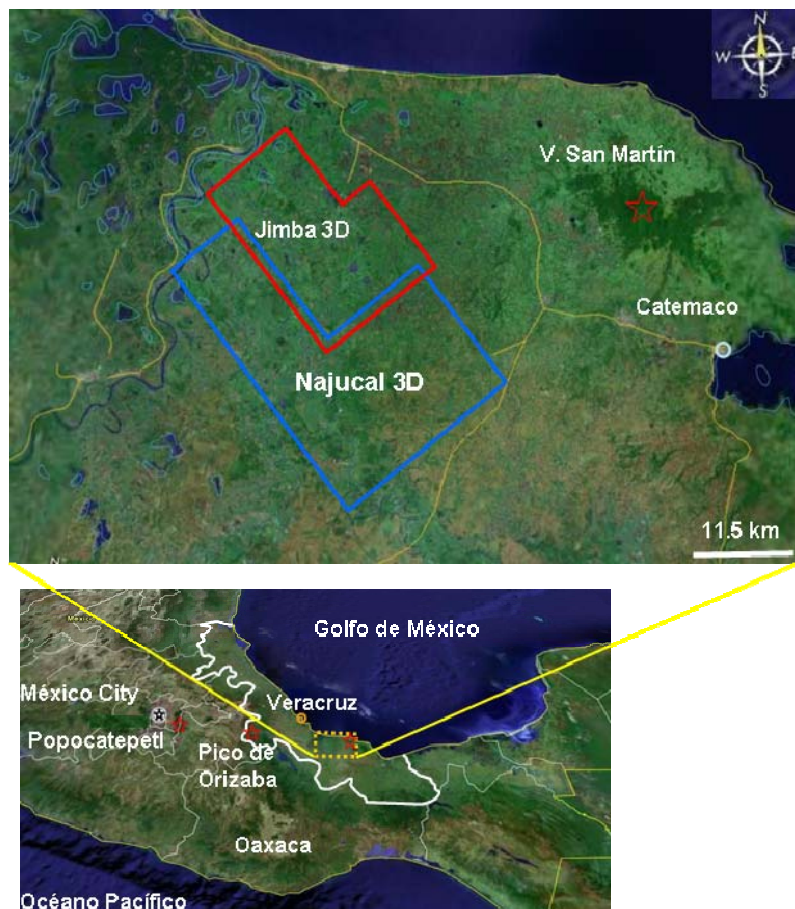 N
W
E
S
V. San Martín
Jimba 3D
Catemaco
Najucal 3D
11.5 km
N
Golfo de México
México City
Veracruz
Popocatepetl
Pico de
Orizaba
Oaxaca
Océano Pacífico